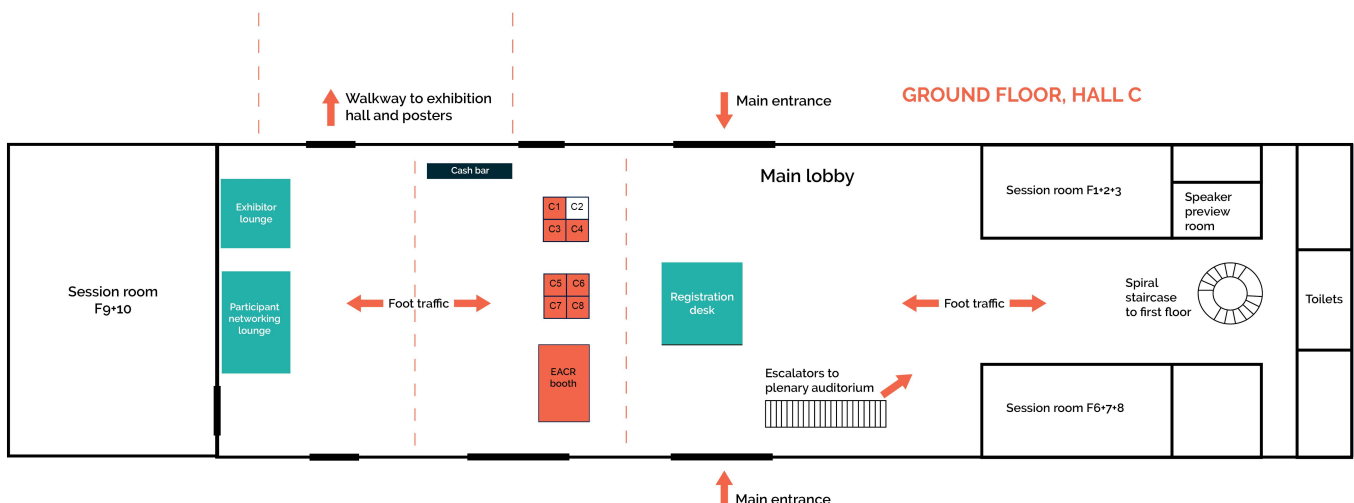 GROUND FLOOR, HALL C
Walkway to exhibition
hall and posters
Main entrance
Cash bar
Main lobby
Exhibitor
lounge
C1 C2
C3 C4
Session room F1+2+3
Speaker
preview
room
Session room
F9+10
Participant
networking
lounge
Foot traffic
C5 C6
C7 C8
Registration
desk
Foot traffic
Spiral
staircase
to first floor
Toilets
EACR
booth
Escalators to
plenary auditorium
Session room F6+7+8
Main entrance